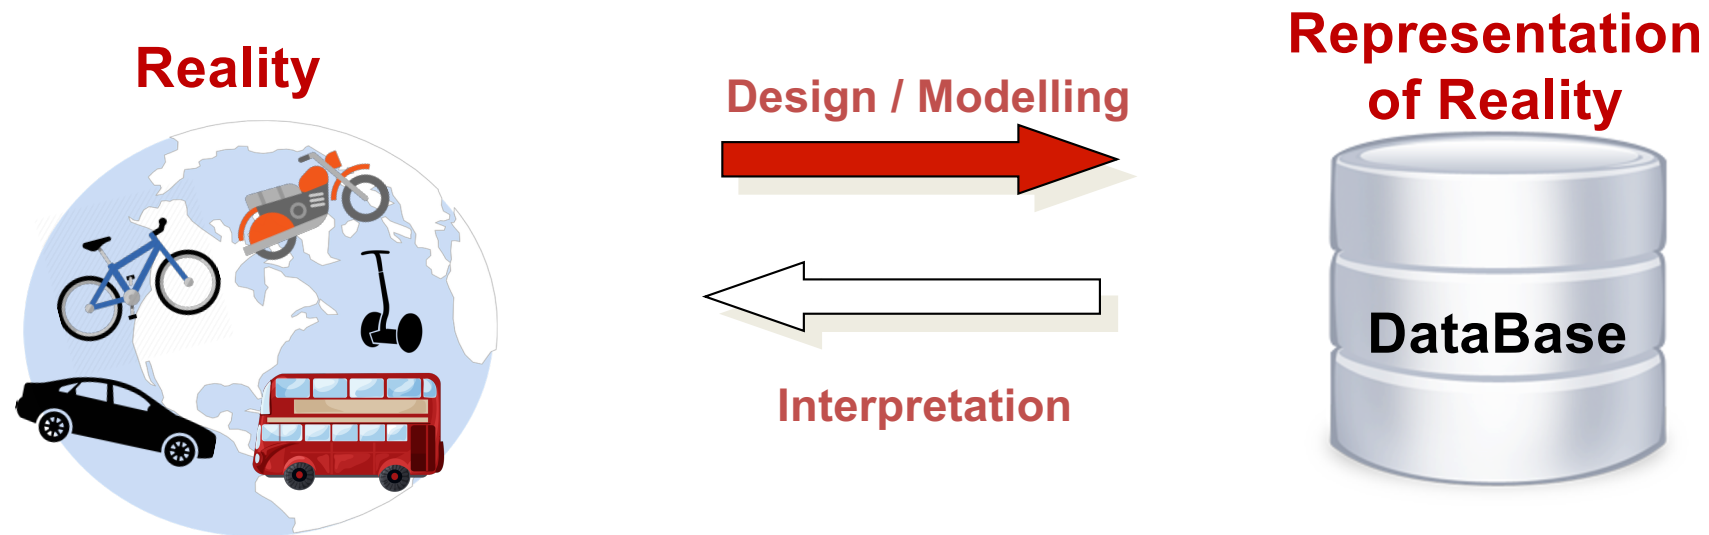 Reality
Design / Modelling
Interpretation
Representation
of Reality
DataBase